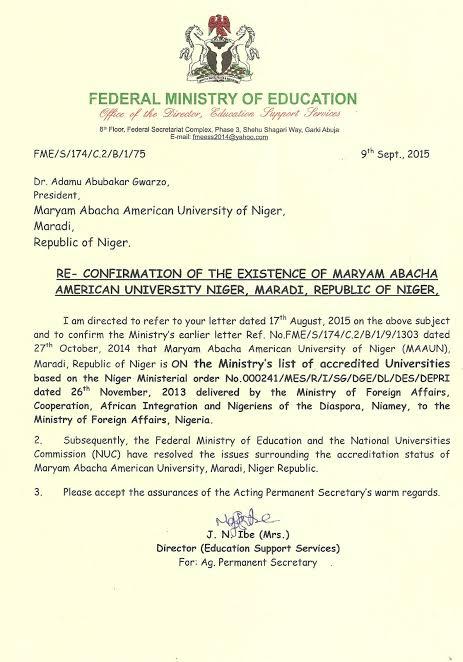 FEDERAL MINISTRY OF EDUCATION
Office of the Director, Education Support Services
8th Floor, Federal Secretariat Complex, Phase 3, Shehu Shagari Way, Garki Abuja
E-mail: fmeess2014@yahoo.com
FME/S/174/C.2/B/1/75 9th Sept., 2015
Dr. Adamu Abubakar Gwarzo,
President,
Maryam Abacha American University of Niger,
Maradi,
Republic of Niger.
RE- CONFIRMATION OF THE EXISTENCE OF MARYAM ABACHA
AMERICAN UNIVERSITY NIGER, MARADI, REPUBLIC OF NIGER,
I am directed to refer to your letter dated 17th August, 2015 on the above subject
and to confirm the Ministry's earlier letter Ref. No.FME/S/174/C.2/B/1/9/1303 dated
27th October, 2014 that Maryam Abacha American University of Niger (MAAUN),
Maradi, Republic of Niger is ON the Ministry's list of accredited Universities
based on the Niger Ministerial order No.000241/MES/R/I/SG/DGE/DL/DES/DEPRI
dated 26th November, 2013 delivered by the Ministry of Foreign Affairs,
Cooperation, African Integration and Nigeriens of the Diaspora, Niamey, to the
Ministry of Foreign Affairs, Nigeria.
2. Subsequently, the Federal Ministry of Education and the National Universities
Commission (NUC) have resolved the issues surrounding the accreditation status of
Maryam Abacha American University, Maradi, Niger Republic.
3. Please accept the assurances of the Acting Permanent Secretary's warm regards.
J. N. Ibe (Mrs.)
Director (Education Support Services)
For: Ag. Permanent Secretary